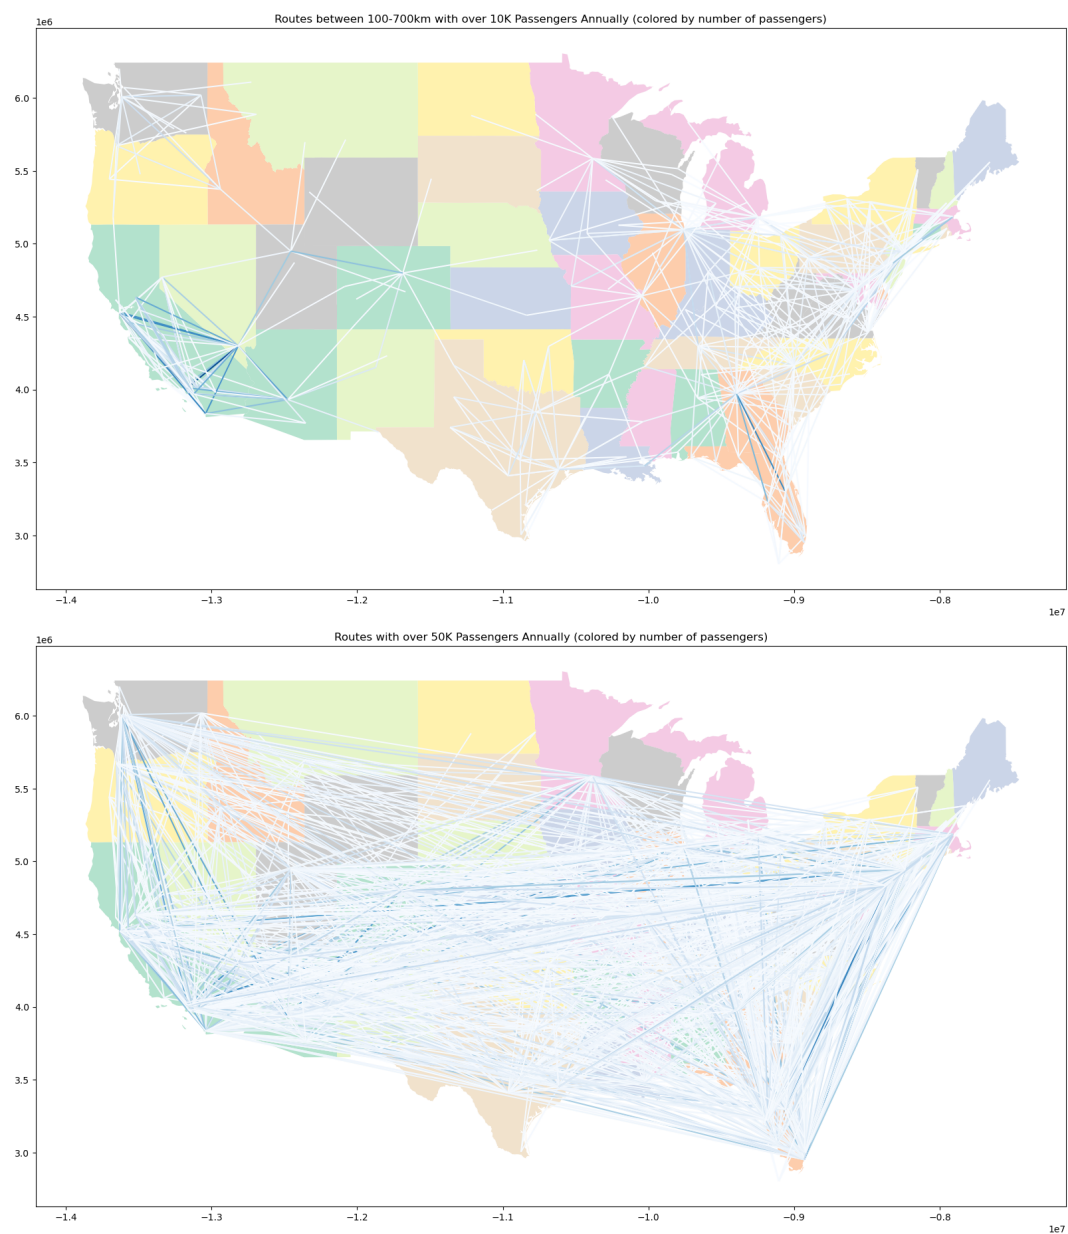 Routes between 100-700km with over 10K Passengers Annually (colored by number of passengers)
1e6
6.0
5.5
5.0
4.5
4.0
3.5
3.0
−1.4 −1.3 −1.2 −1.1 −1.0 −0.9 −0.8
1e7
Routes with over 50K Passengers Annually (colored by number of passengers)
1e6
6.0
5.5
5.0
4.5
4.0
3.5
3.0
−1.4 −1.3 −1.2 −1.1 −1.0 −0.9 −0.8
1e7